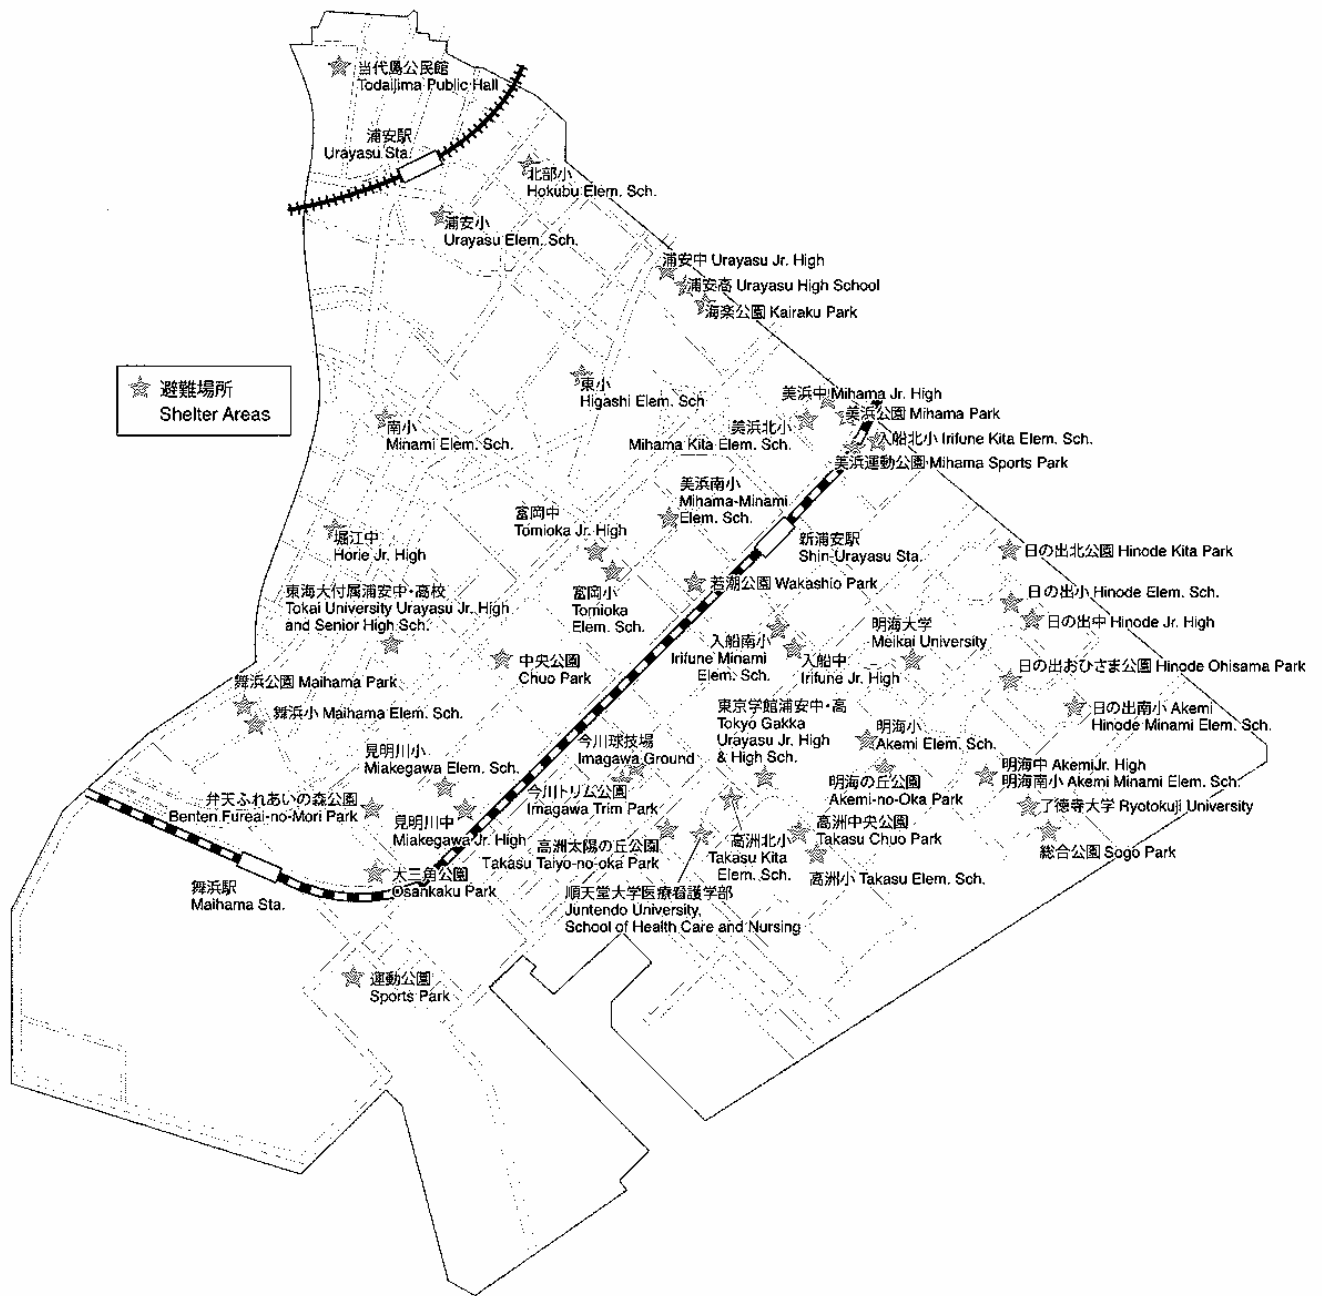 当代島公民館
Todaijima Public Hall
浦安駅
Urayasu Sta.
北部小
Hokubu Elem. Sch.
浦安小
Urayasu Elem. Sch.
浦安中 Urayasu Jr. High
浦安高 Urayasu High School
海楽公園 Kairaku Park
避難場所
Shelter Areas
東小
Higashi Elem. Sch
南小
Minami Elem. Sch.
美浜中 Mihama Jr. High
美浜公園 Mihama Park
美浜北小
Mihama Kita Elem. Sch.
入船北小 Irifune Kita Elem. Sch.
美浜運動公園 Mihama Sports Park
美浜南小
Mihama-Minami
Elem. Sch.
富岡中
Tomioka Jr. High
堀江中
Horie Jr. High
新浦安駅
Shin-Urayasu Sta.
日の出北公園 Hinode Kita Park
東海大付属浦安中・高校
Tokai University Urayasu Jr. High
and Senior High Sch.
富岡小
Tomioka
Elem. Sch.
若潮公園 Wakashio Park
日の出小 Hinode Elem. Sch.
日の出中 Hinode Jr. High
入船南小
Irifune Minami
Elem. Sch.
入船中
Irifune Jr. High
明海大学
Meikai University
中央公園
Chuo Park
日の出おひさま公園 Hinode Ohisama Park
舞浜公園 Maihama Park
舞浜小 Maihama Elem. Sch.
東京学館浦安中・高
Tokyo Gakka
Urayasu Jr. High
& High Sch.
日の出南小 Akemi
Hinode Minami Elem. Sch.
明海小
Akemi Elem. Sch.
見明川小
Miakegawa Elem. Sch.
今川球技場
Imagawa Ground
明海中 AkemiJr. High
明海南小 Akemi Minami Elem. Sch.
弁天ふれあいの森公園
Benten Fureai-no-Mori Park
今川トリム公園
Imagawa Trim Park
明海の丘公園
Akemi-no-Oka Park
了徳寺大学 Ryotokuji University
見明川中
Miakegawa Jr. High
高洲太陽の丘公園
Takasu Taiyo-no-oka Park
高洲北小
Takasu Kita
Elem. Sch.
高洲中央公園
Takasu Chuo Park
総合公園 Sogo Park
舞浜駅
Maihama Sta.
大三角公園
Osankaku Park
高洲小 Takasu Elem. Sch.
順天堂大学医療看護学部
Juntendo University,
School of Health Care and Nursing
運動公園
Sports Park